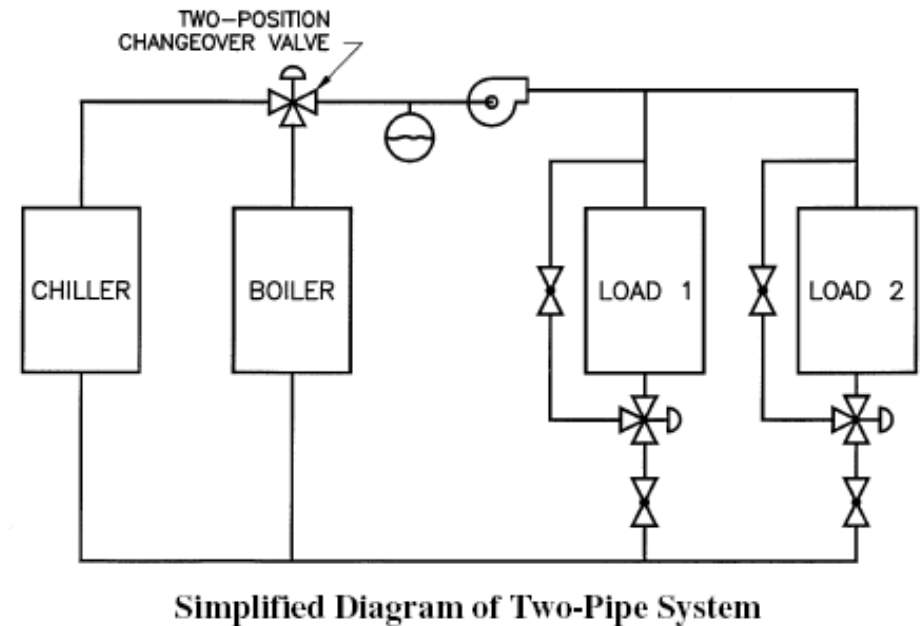 TWO-POSITION
CHANGEOVER VALVE
CHILLER
BOILER
LOAD 1
LOAD 2
Simplified Diagram of Two-Pipe System